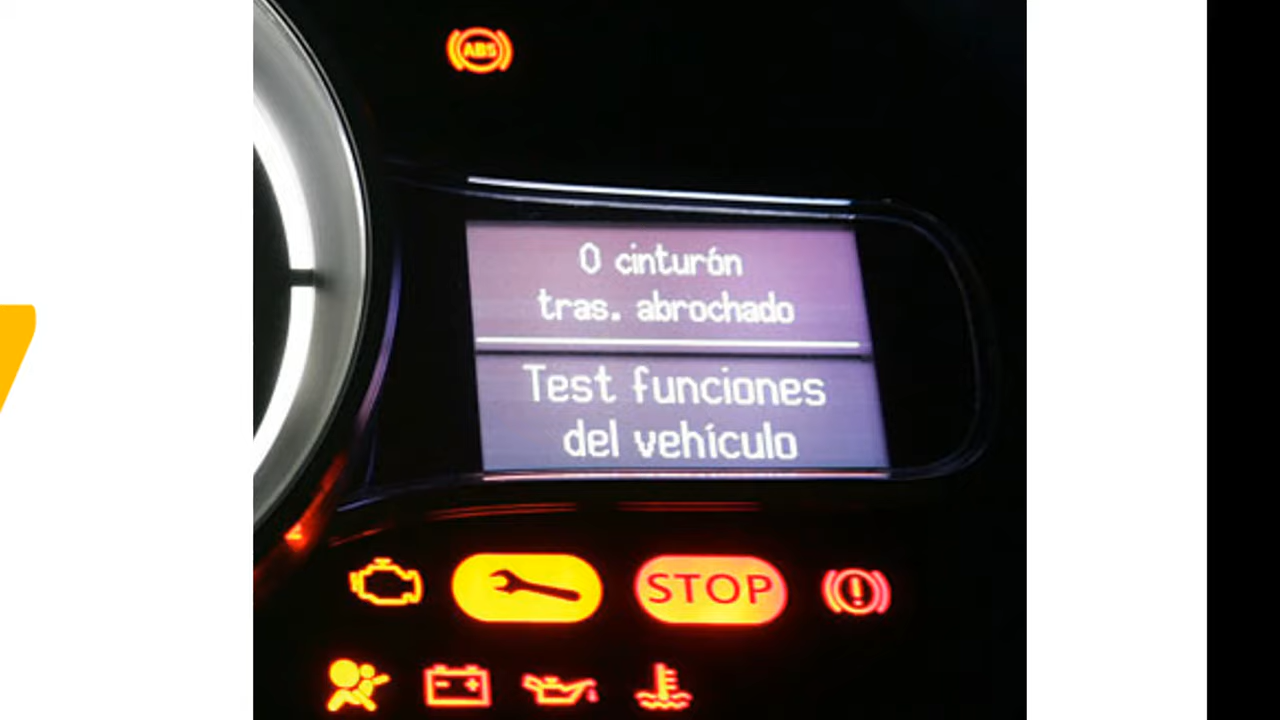 ABS
0 cinturón
tras. abrochado
Test funciones
del vehículo
STOP